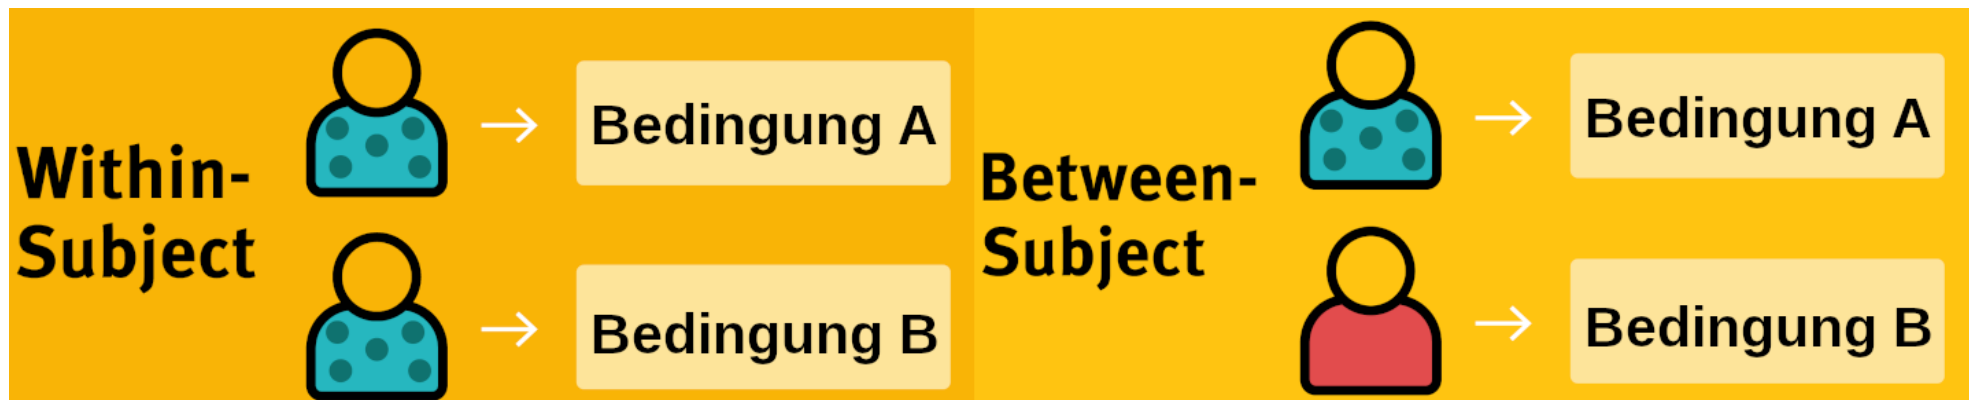 Within-
Subject
Bedingung A
Bedingung B
Between-
Subject
Bedingung A
Bedingung B